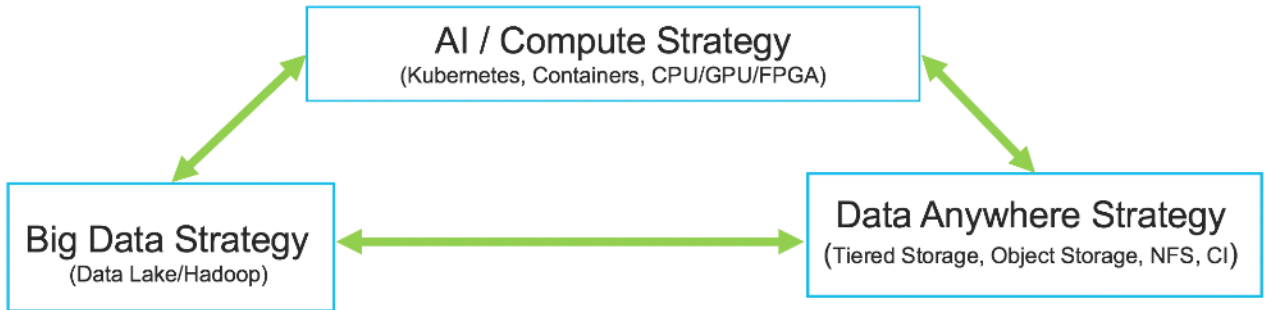 AI / Compute Strategy
(Kubernetes, Containers, CPU/GPU/FPGA)
Big Data Strategy
(Data Lake/Hadoop)
Data Anywhere Strategy
(Tiered Storage, Object Storage, NFS, CI)